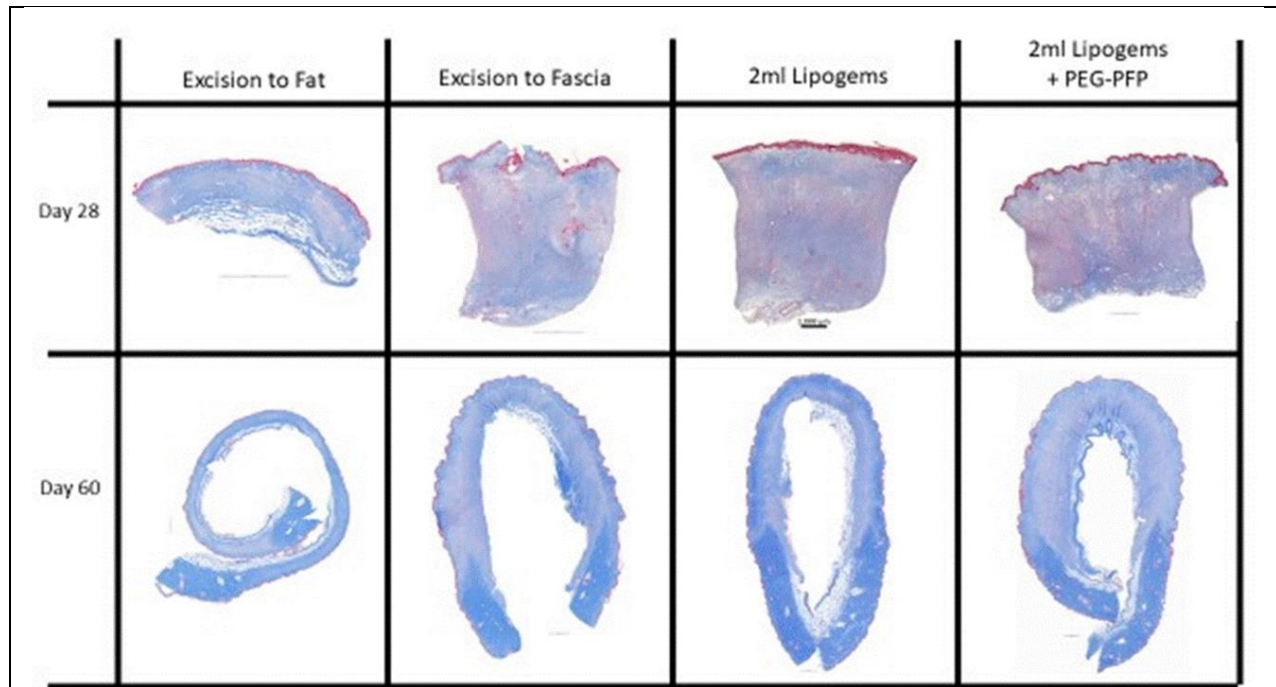 Excision to Fat
Excision to Fascia
2ml Lipogems
2ml Lipogems
+ PEG-PFP
Day 28
Day 60